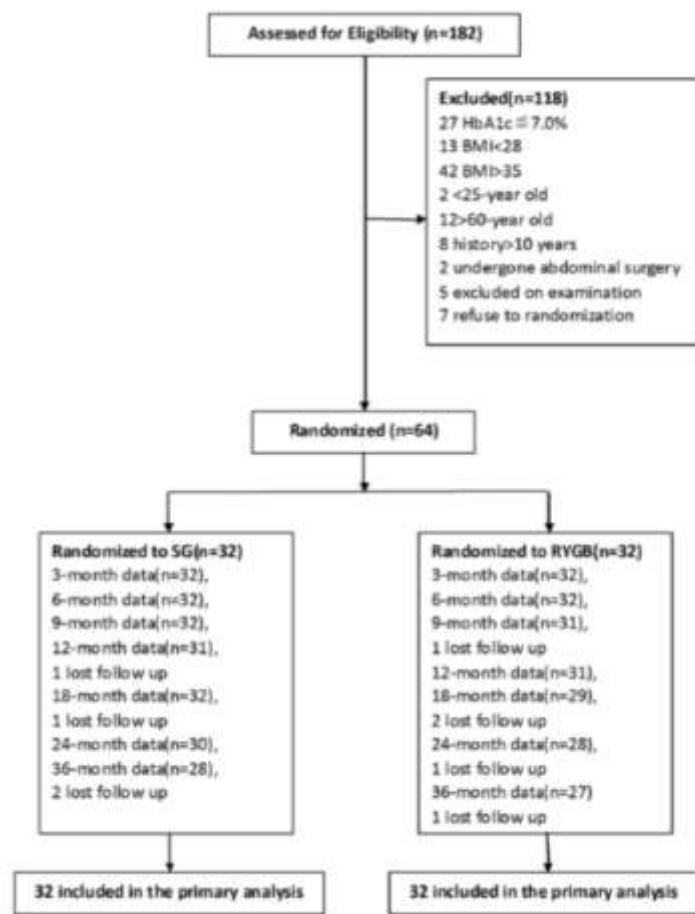 Assessed for Eligibility (n=182)
Excluded(n=118)
27 HbA1c≦7.0%
13 BMI<28
42 BMI>35
2 <25-year old
12>60-year old
8 history>10 years
2 undergone abdominal surgery
5 excluded on examination
7 refuse to randomization
Randomized (n=64)
Randomized to SG(n=32)
3-month data(n=32),
6-month data(n=32),
9-month data(n=32),
12-month data(n=31),
1 lost follow up
18-month data(n=32),
1 lost follow up
24-month data(n=30),
36-month data(n=28),
2 lost follow up
Randomized to RYGB(n=32)
3-month data(n=32),
6-month data(n=32),
9-month data(n=31),
1 lost follow up
12-month data(n=31),
18-month data(n=29),
2 lost follow up
24-month data(n=28),
1 lost follow up
36-month data(n=27)
1 lost follow up
32 included in the primary analysis
32 included in the primary analysis